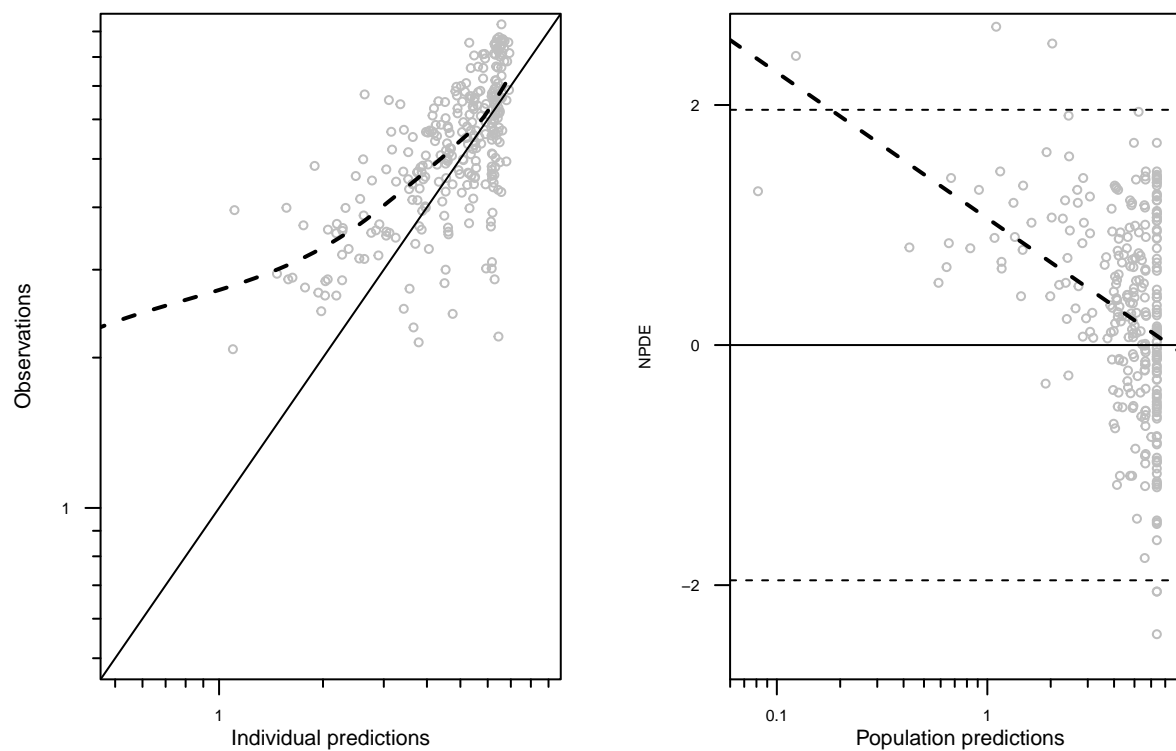 Observations
1
1
Individual predictions
NPDE
2
0
−2
0.1
1
Population predictions